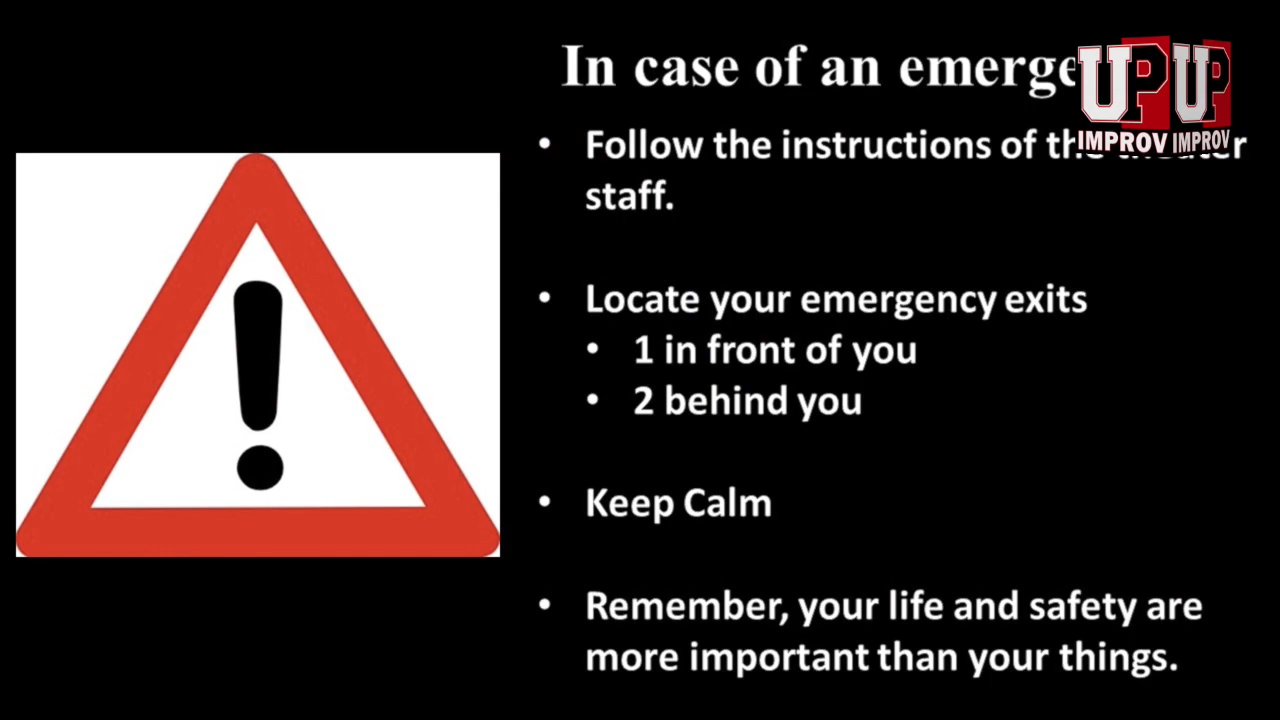 In case of an emerge
• Follow the instructions of the theater
staff.
• Locate your emergency exits
• 1 in front of you
• 2 behind you
• Keep Calm
• Remember, your life and safety are
more important than your things.
UP UP
IMPROV IMPROV